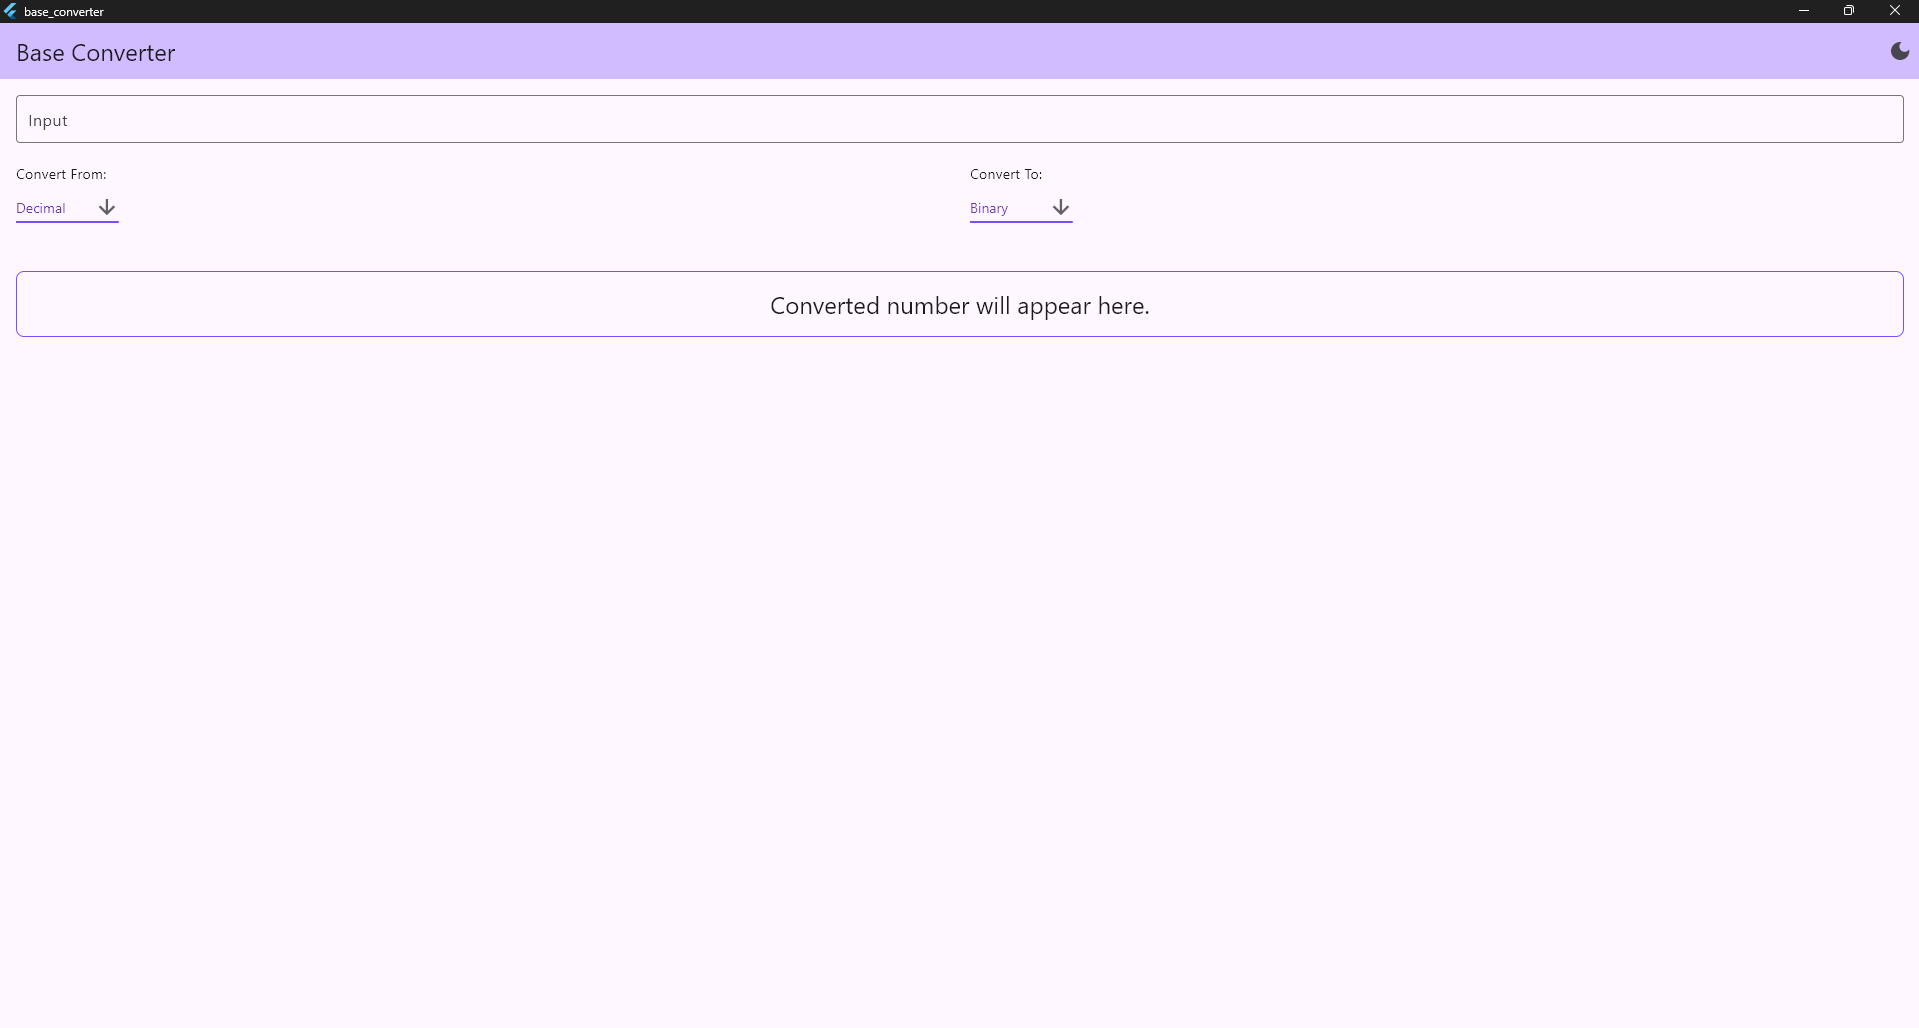 base_converter
Base Converter
Input
Convert From:
Convert To:
Decimal
Binary
Converted number will appear here.